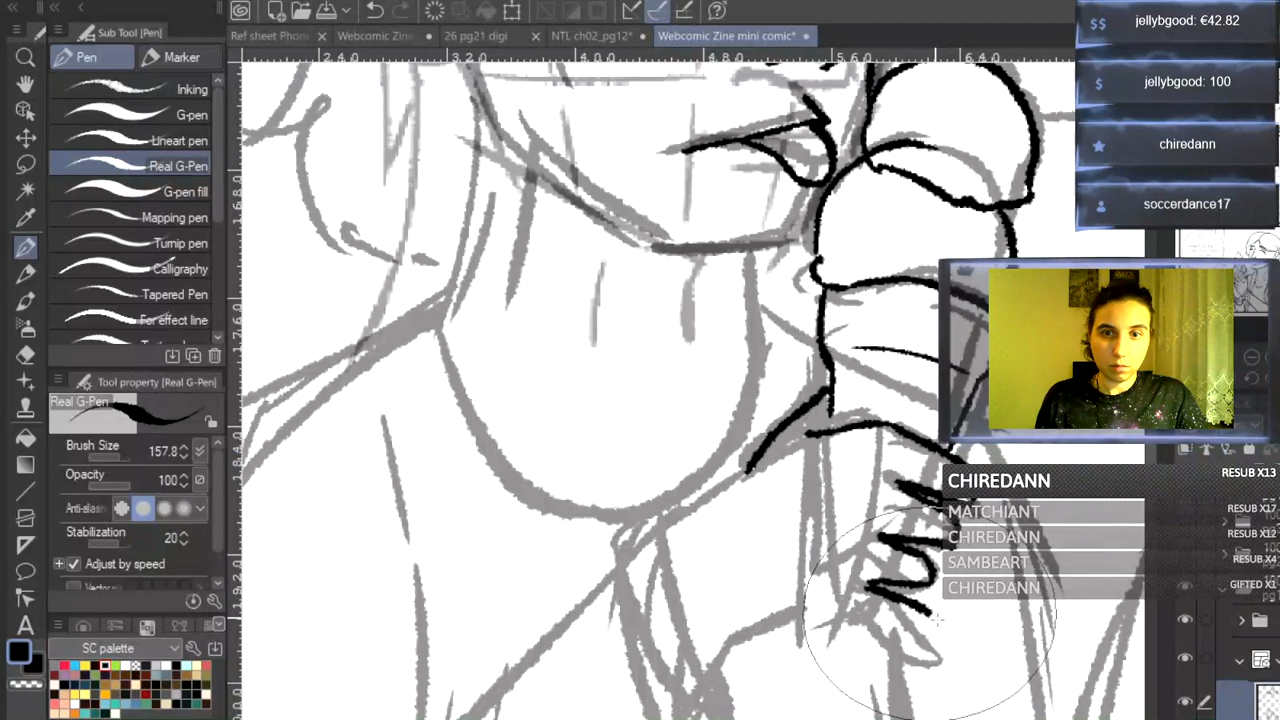 Sub Tool [Pen]
Pen
Marker
Inking
G-pen
Lineart pen
Real G-Pen
G-pen fill
Mapping pen
Turnip pen
Calligraphy
Tapered Pen
For effect line
Tool property [Real G-Pen]
Real G-Pen
Brush Size 157.8
Opacity 100
Anti-alias
Stabilization 20
Adjust by speed
SC palette
Webcomic Zine
26 pg21 digi
NTL ch02_pg12*
Webcomic Zine mini comic*
jellybgood: €42.82
jellybgood: 100
chiredann
soccerdance17
CHIREDANN RESUB X13
MATCHIANT RESUB X17
CHIREDANN RESUB X12
SAMBEART RESUB X4
CHIREDANN GIFTED X1